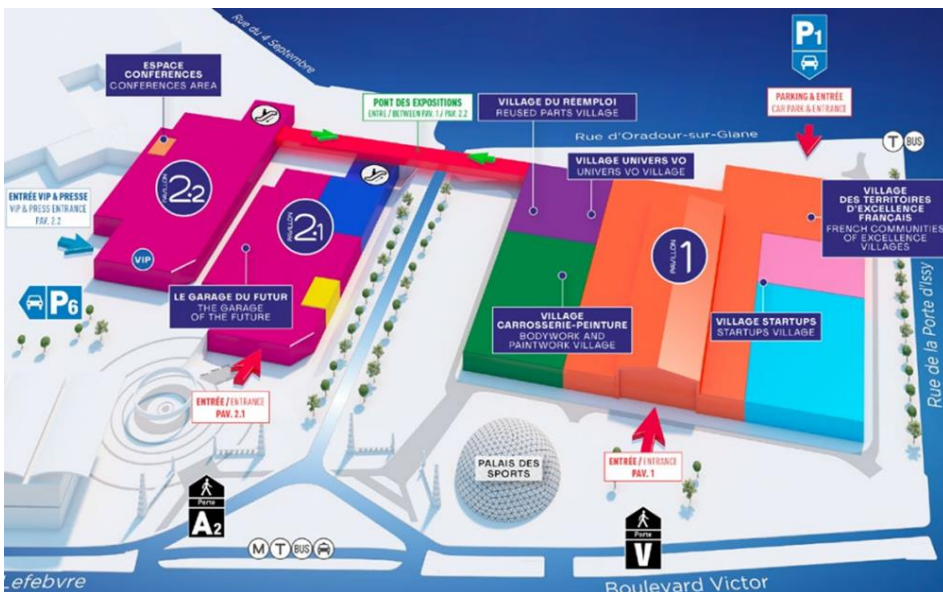 Rue du 4 Septembre
P1
ESPACE
CONFERENCES
CONFERENCES AREA
PONT DES EXPOSITIONS
ENTRE / BETWEEN PAV. 1 / PAV. 2.2
VILLAGE DU RÉEMPLOI
REUSED PARTS VILLAGE
PARKING & ENTRÉE
CAR PARK & ENTRANCE
Rue d'Oradour-sur-Glane
T BUS
VILLAGE UNIVERS VO
UNIVERS VO VILLAGE
ENTRÉE VIP & PRESSE
VIP & PRESS ENTRANCE
PAV. 2.2
PAVILLON
2.2
PAVILLON
2.1
PAVILLON
1
VILLAGE
DES TERRITOIRES
D'EXCELLENCE
FRANÇAIS
FRENCH COMMUNITIES
OF EXCELLENCE
VILLAGES
VIP
P6
LE GARAGE DU FUTUR
THE GARAGE
OF THE FUTURE
VILLAGE
CARROSSERIE-PEINTURE
BODYWORK AND
PAINTWORK VILLAGE
VILLAGE STARTUPS
STARTUPS VILLAGE
Rue de la Porte d'Issy
ENTRÉE / ENTRANCE
PAV. 2.1
PALAIS DES
SPORTS
ENTRÉE / ENTRANCE
PAV. 1
Porte
A2
Porte
V
M T BUS
Lefebvre
Boulevard Victor